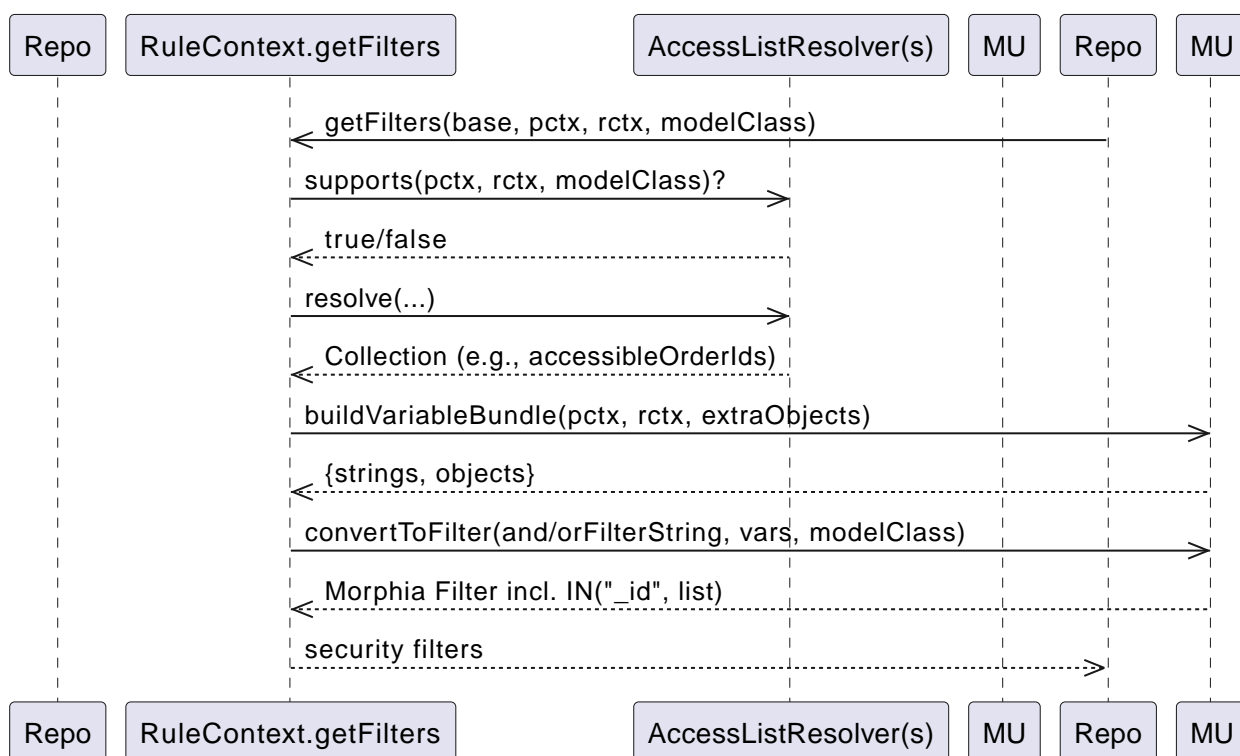 Repo RuleContext.getFilters AccessListResolver(s) MU Repo MU
getFilters(base, pctx, rctx, modelClass)
supports(pctx, rctx, modelClass)?
true/false
resolve(...)
Collection (e.g., accessibleOrderIds)
buildVariableBundle(pctx, rctx, extraObjects)
{strings, objects}
convertToFilter(and/orFilterString, vars, modelClass)
Morphia Filter incl. IN("_id", list)
security filters
Repo RuleContext.getFilters AccessListResolver(s) MU Repo MU